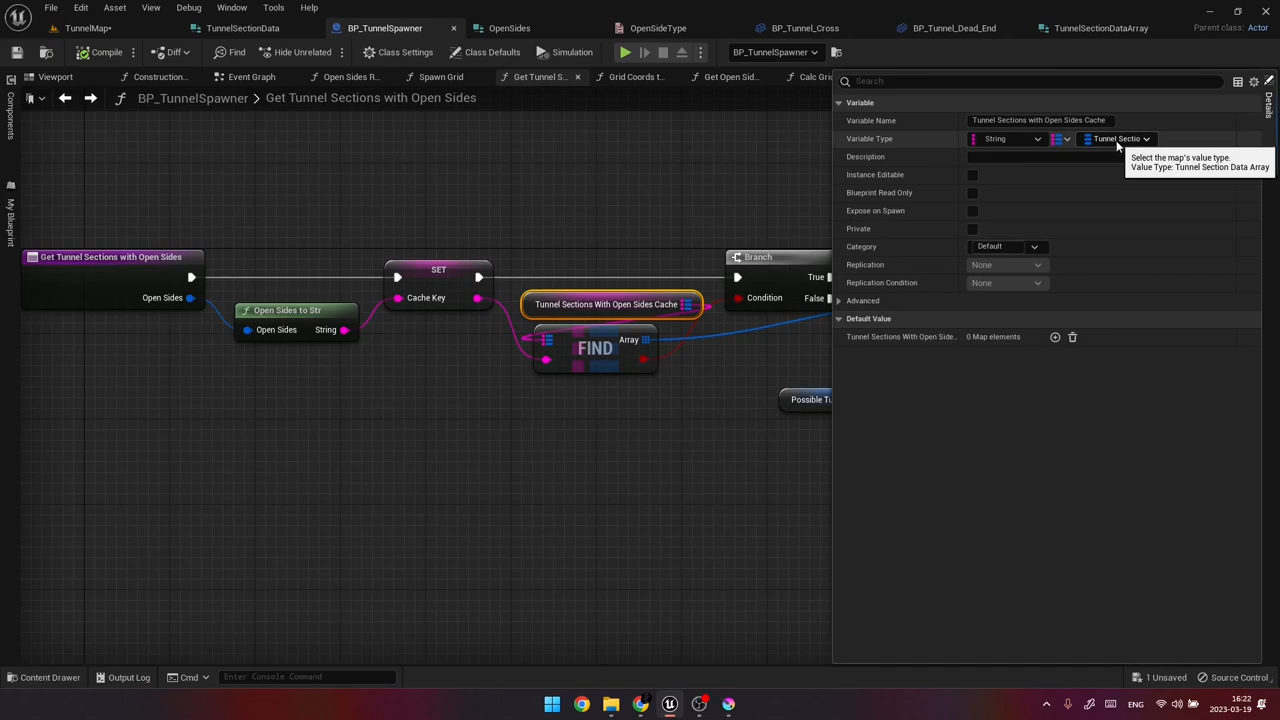 File Edit Asset View Debug Window Tools Help
TunnelMap* TunnelSectionData BP_TunnelSpawner OpenSides OpenSideType BP_Tunnel_Cross BP_Tunnel_Dead_End TunnelSectionDataArray Parent class: Actor
Compile Diff Find Hide Unrelated Class Settings Class Defaults Simulation BP_TunnelSpawner
Viewport Construction... Event Graph Open Sides R... Spawn Grid Get Tunnel S... Grid Coords t... Get Open Sid... Calc Gri
BP_TunnelSpawner > Get Tunnel Sections with Open Sides
Components
My Blueprint
Get Tunnel Sections with Open Sides
Open Sides
Open Sides to Str
Open Sides String
SET
Cache Key
Tunnel Sections With Open Sides Cache
FIND
Array
Branch
True
Condition False
Possible Tu
Search
Details
Variable
Variable Name Tunnel Sections with Open Sides Cache
Variable Type String Tunnel Sectio
Description
Select the map's value type.
Value Type: Tunnel Section Data Array
Instance Editable
Blueprint Read Only
Expose on Spawn
Private
Category Default
Replication None
Replication Condition None
Advanced
Default Value
Tunnel Sections With Open Side... 0 Map elements
Content Drawer Output Log Cmd Enter Console Command 1 Unsaved Source Control
ENG 16:22
2023-03-19